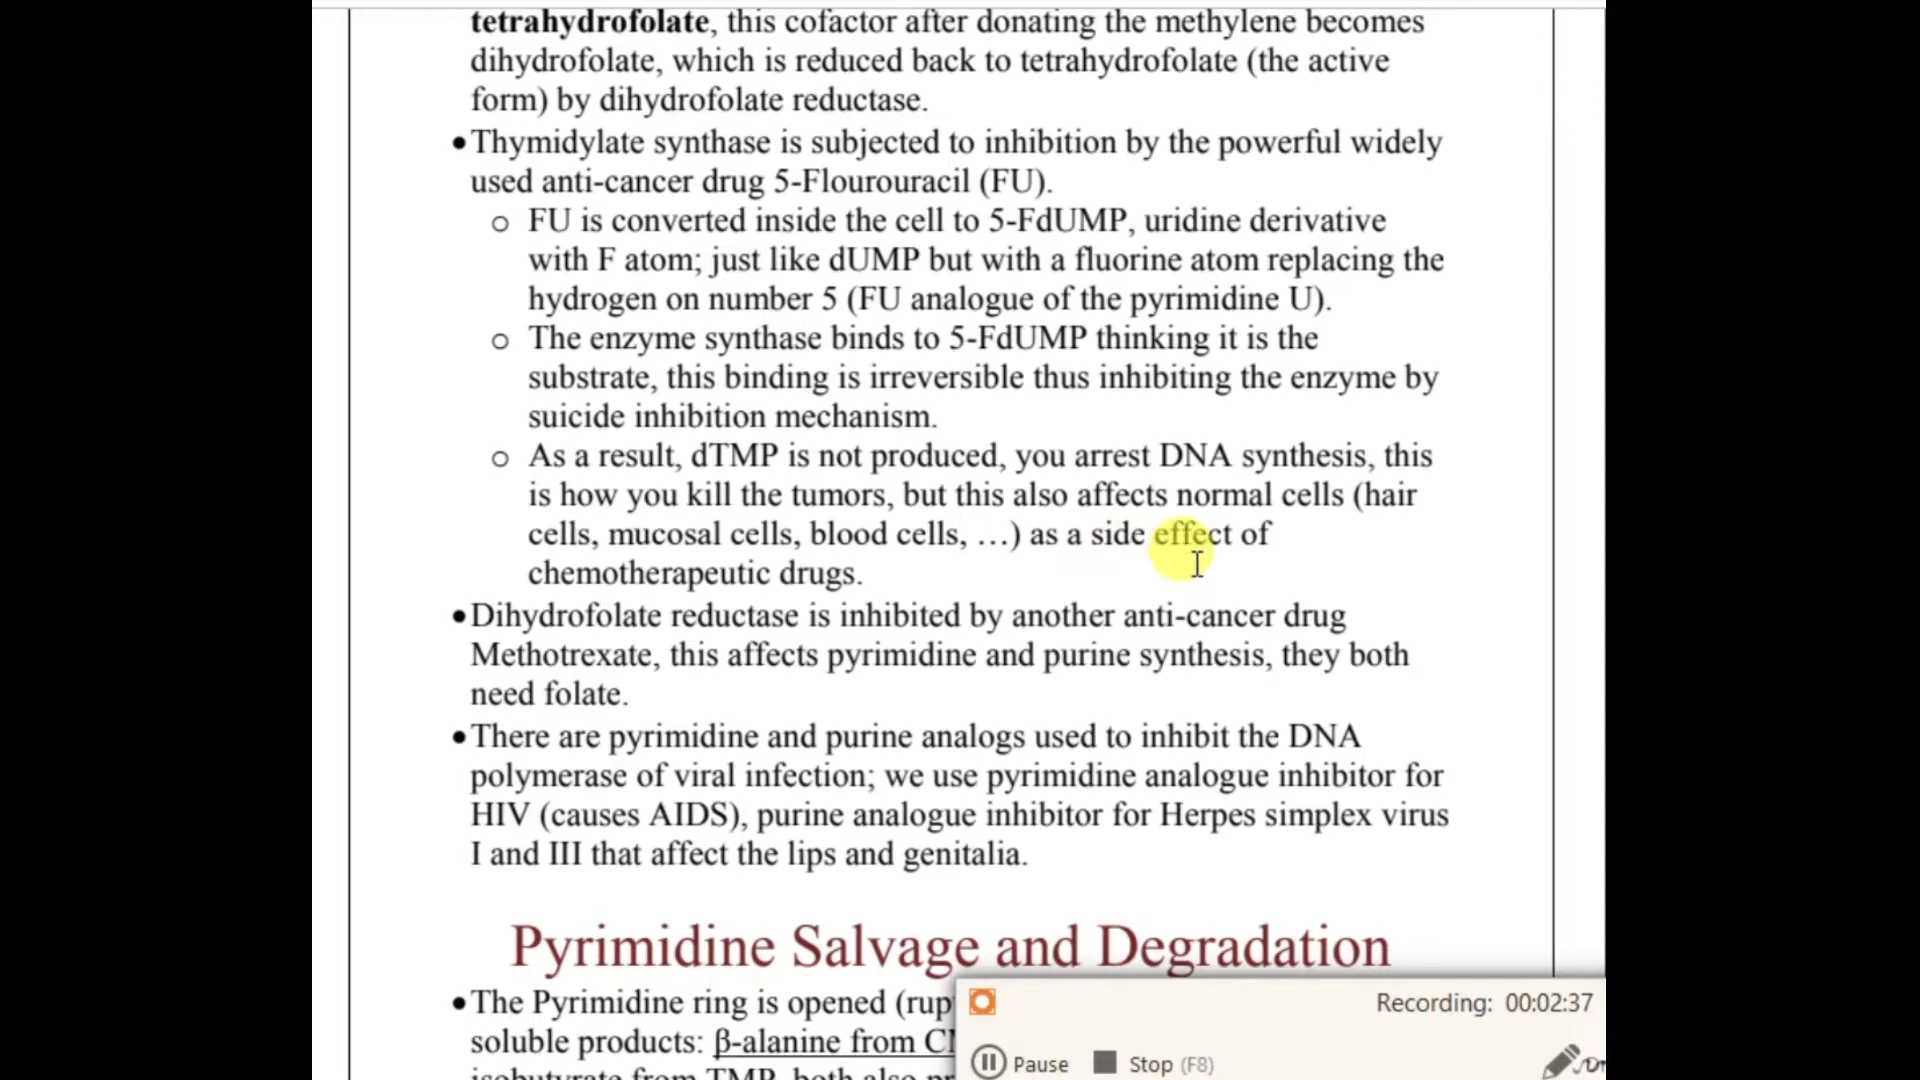 tetrahydrofolate, this cofactor after donating the methylene becomes
dihydrofolate, which is reduced back to tetrahydrofolate (the active
form) by dihydrofolate reductase.
•Thymidylate synthase is subjected to inhibition by the powerful widely
used anti-cancer drug 5-Flourouracil (FU).
o FU is converted inside the cell to 5-FdUMP, uridine derivative
with F atom; just like dUMP but with a fluorine atom replacing the
hydrogen on number 5 (FU analogue of the pyrimidine U).
o The enzyme synthase binds to 5-FdUMP thinking it is the
substrate, this binding is irreversible thus inhibiting the enzyme by
suicide inhibition mechanism.
o As a result, dTMP is not produced, you arrest DNA synthesis, this
is how you kill the tumors, but this also affects normal cells (hair
cells, mucosal cells, blood cells, …) as a side effect of
chemotherapeutic drugs.
•Dihydrofolate reductase is inhibited by another anti-cancer drug
Methotrexate, this affects pyrimidine and purine synthesis, they both
need folate.
•There are pyrimidine and purine analogs used to inhibit the DNA
polymerase of viral infection; we use pyrimidine analogue inhibitor for
HIV (causes AIDS), purine analogue inhibitor for Herpes simplex virus
I and III that affect the lips and genitalia.
Pyrimidine Salvage and Degradation
•The Pyrimidine ring is opened (rup
soluble products: β-alanine from
isobutyrate from TMP, both also
Recording: 00:02:37
Pause Stop (F8)